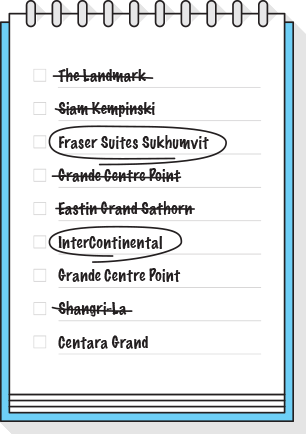 The Landmark
Siam Kempinski
Fraser Suites Sukhumvit
Grande Centre Point
Eastin Grand Sathorn
InterContinental
Grande Centre Point
Shangri-La
Centara Grand